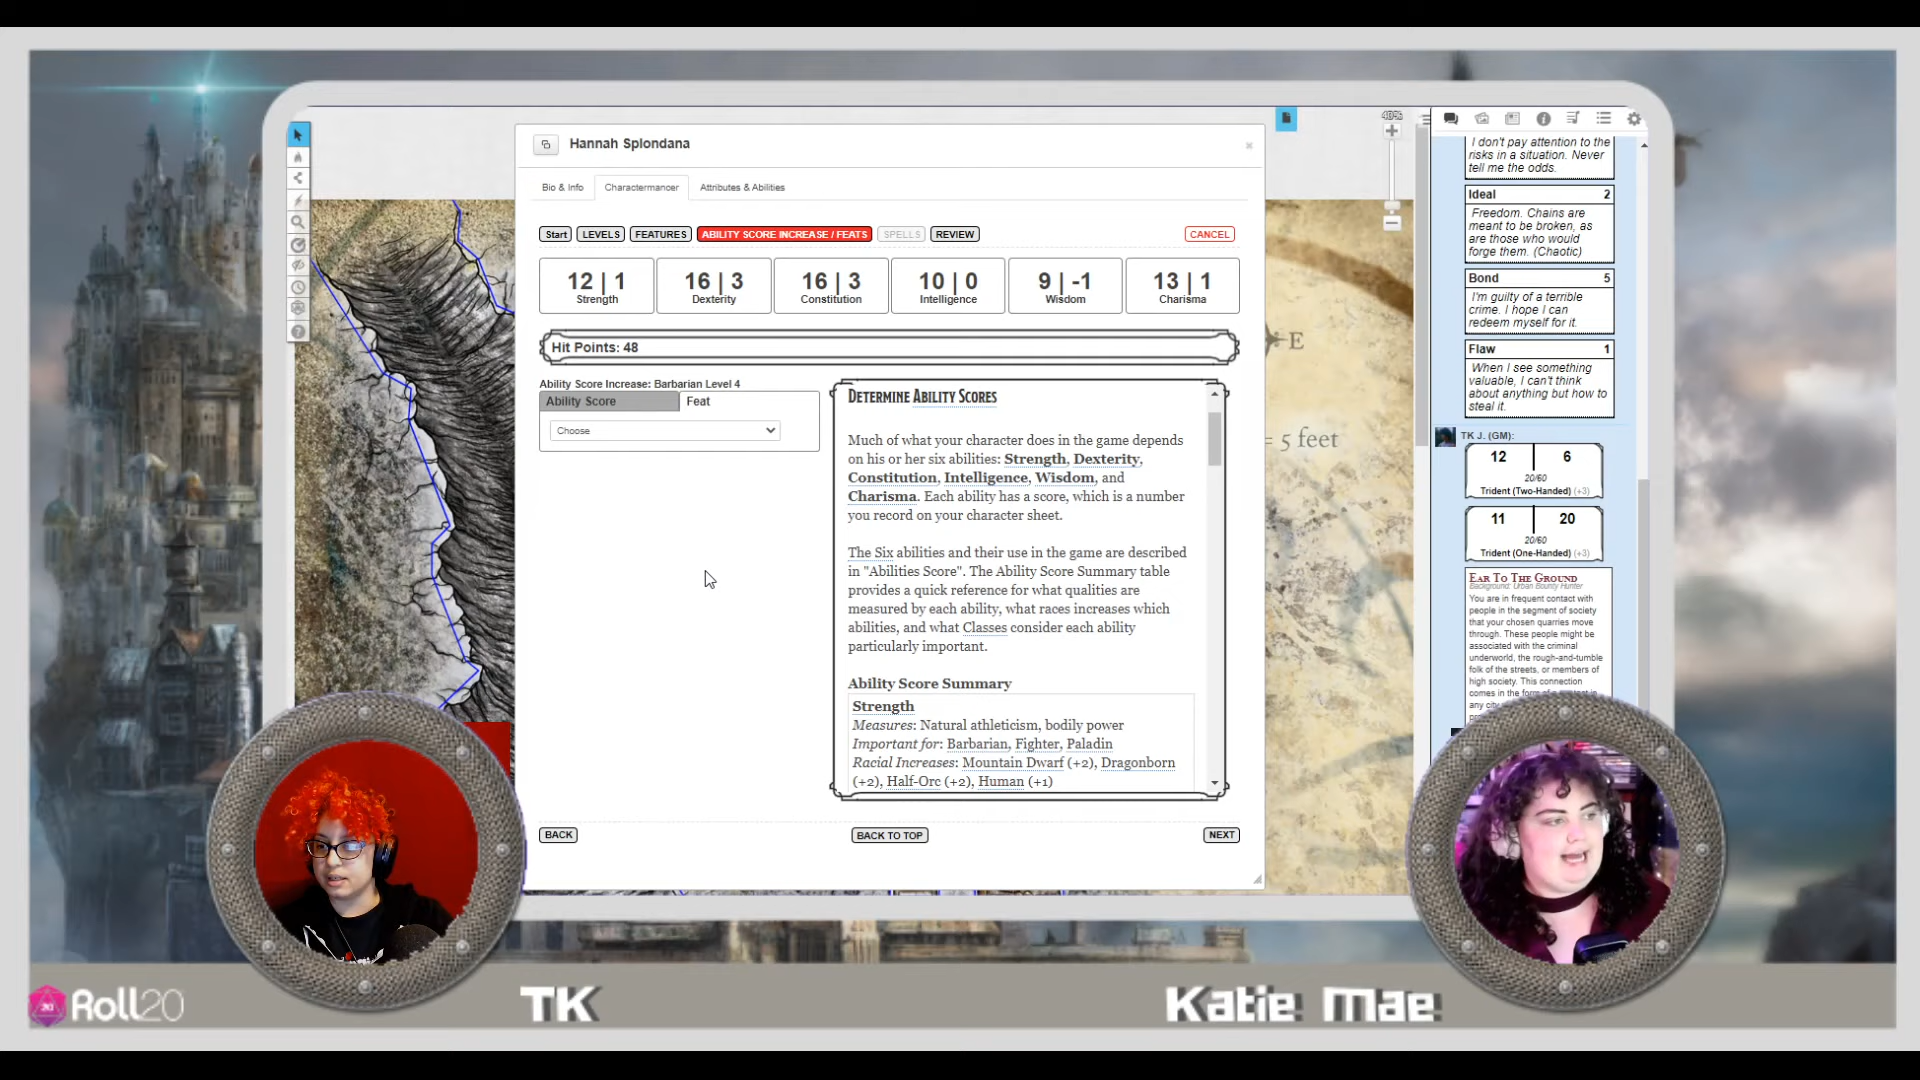 Hannah Splondana
Bio & Info
Charactermancer
Attributes & Abilities
Start
LEVELS
FEATURES
ABILITY SCORE INCREASE / FEATS
SPELLS
REVIEW
CANCEL
12 | 1
Strength
16 | 3
Dexterity
16 | 3
Constitution
10 | 0
Intelligence
9 | -1
Wisdom
13 | 1
Charisma
Hit Points: 48
Ability Score Increase: Barbarian Level 4
Ability Score
Feat
Choose
DETERMINE ABILITY SCORES
Much of what your character does in the game depends
on his or her six abilities: Strength, Dexterity,
Constitution, Intelligence, Wisdom, and
Charisma. Each ability has a score, which is a number
you record on your character sheet.
The Six abilities and their use in the game are described
in "Abilities Score". The Ability Score Summary table
provides a quick reference for what qualities are
measured by each ability, what races increases which
abilities, and what Classes consider each ability
particularly important.
Ability Score Summary
Strength
Measures: Natural athleticism, bodily power
Important for: Barbarian, Fighter, Paladin
Racial Increases: Mountain Dwarf (+2), Dragonborn
(+2), Half-Orc (+2), Human (+1)
BACK
BACK TO TOP
NEXT
E
= 5 feet
I don't pay attention to the
risks in a situation. Never
tell me the odds.
Ideal 2
Freedom. Chains are
meant to be broken, as
are those who would
forge them. (Chaotic)
Bond 5
I'm guilty of a terrible
crime. I hope I can
redeem myself for it.
Flaw 1
When I see something
valuable, I can't think
about anything but how to
steal it.
TK J. (GM):
12 6
20/60
Trident (Two-Handed) (+3)
11 20
20/60
Trident (One-Handed) (+3)
EAR TO THE GROUND
Background: Urban Bounty Hunter
You are in frequent contact with
people in the segment of society
that your chosen quarries move
through. These people might be
associated with the criminal
underworld, the rough-and-tumble
folk of the streets, or members of
high society. This connection
comes in the form of a contact in
any city
Roll20
TK
Katie Mae